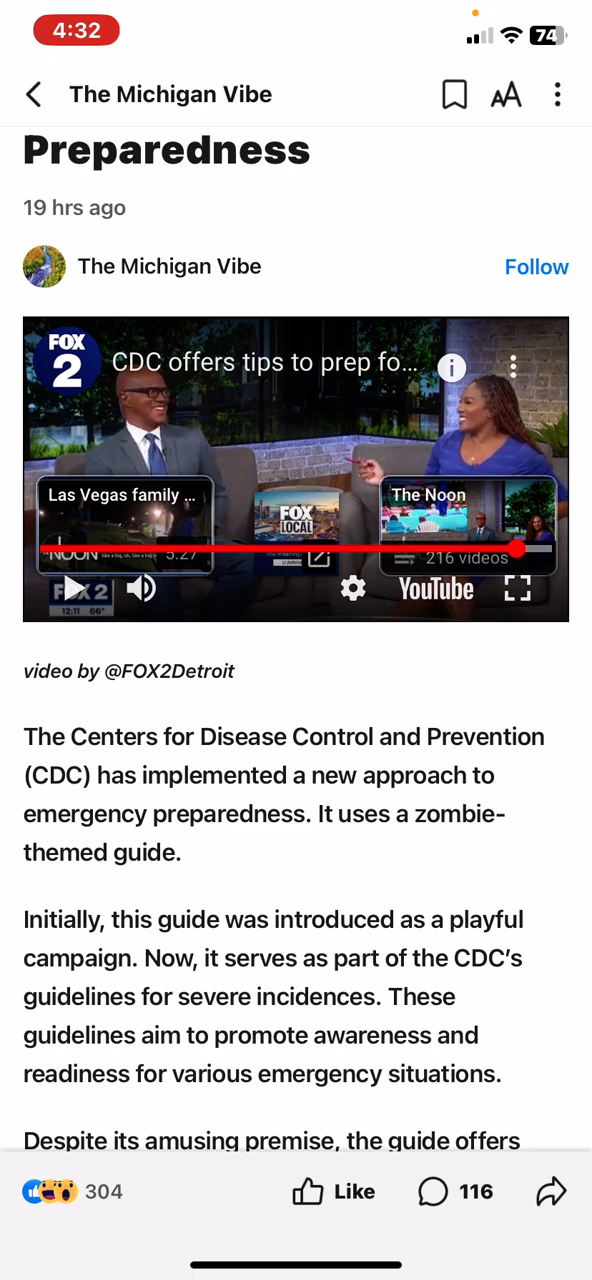 4:32
74
The Michigan Vibe
AA
Preparedness
19 hrs ago
The Michigan Vibe
Follow
FOX
2
CDC offers tips to prep fo...
Las Vegas family ...
The Noon
FOX
LOCAL
NOON
5:27
216 videos
FOX 2
12:11 66°
YouTube
video by @FOX2Detroit
The Centers for Disease Control and Prevention
(CDC) has implemented a new approach to
emergency preparedness. It uses a zombie-
themed guide.
Initially, this guide was introduced as a playful
campaign. Now, it serves as part of the CDC’s
guidelines for severe incidences. These
guidelines aim to promote awareness and
readiness for various emergency situations.
Despite its amusing premise, the guide offers
304
Like
116